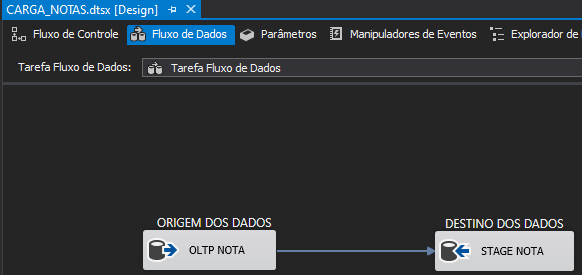 CARGA_NOTAS.dtsx [Design]
Fluxo de Controle Fluxo de Dados Parâmetros Manipuladores de Eventos Explorador de
Tarefa Fluxo de Dados: Tarefa Fluxo de Dados
ORIGEM DOS DADOS DESTINO DOS DADOS
OLTP NOTA STAGE NOTA